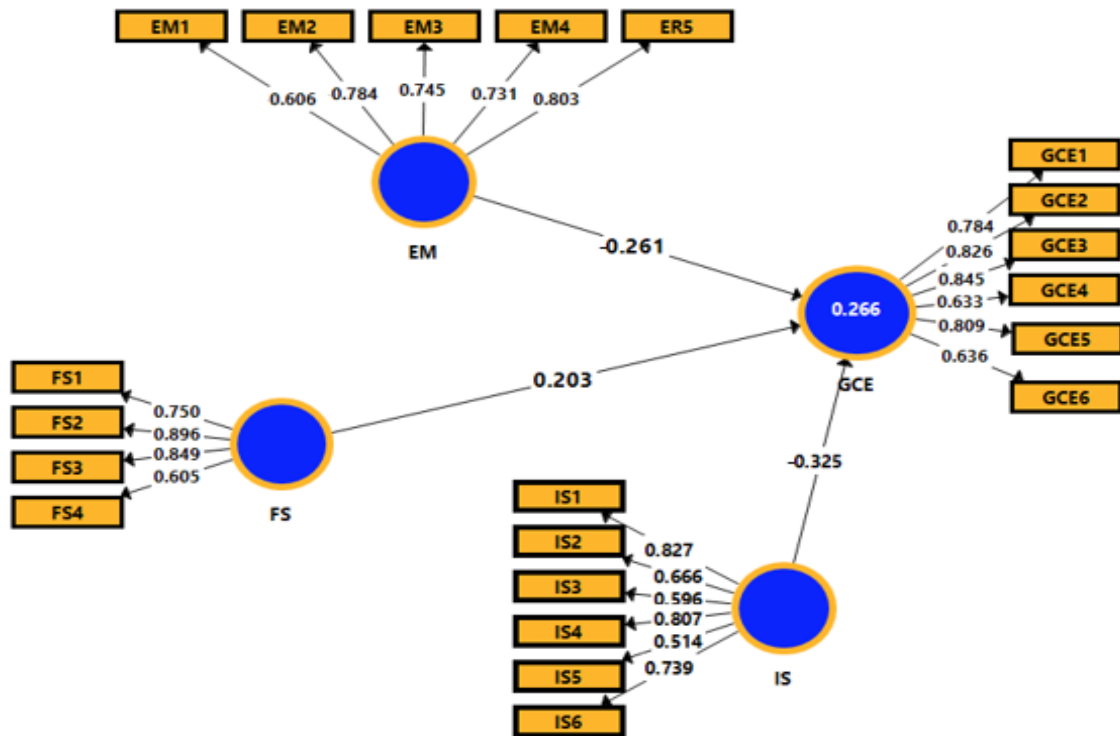 EM1 EM2 EM3 EM4 ER5
0.606 0.784 0.745 0.731 0.803
EM
-0.261
GCE1
GCE2
GCE3
GCE4
GCE5
GCE6
0.784
0.826
0.845
0.633
0.809
0.636
0.266
GCE
0.203
FS1
FS2
FS3
FS4
0.750
0.896
0.849
0.605
FS
-0.325
IS1
IS2
IS3
IS4
IS5
IS6
0.827
0.666
0.596
0.807
0.514
0.739
IS